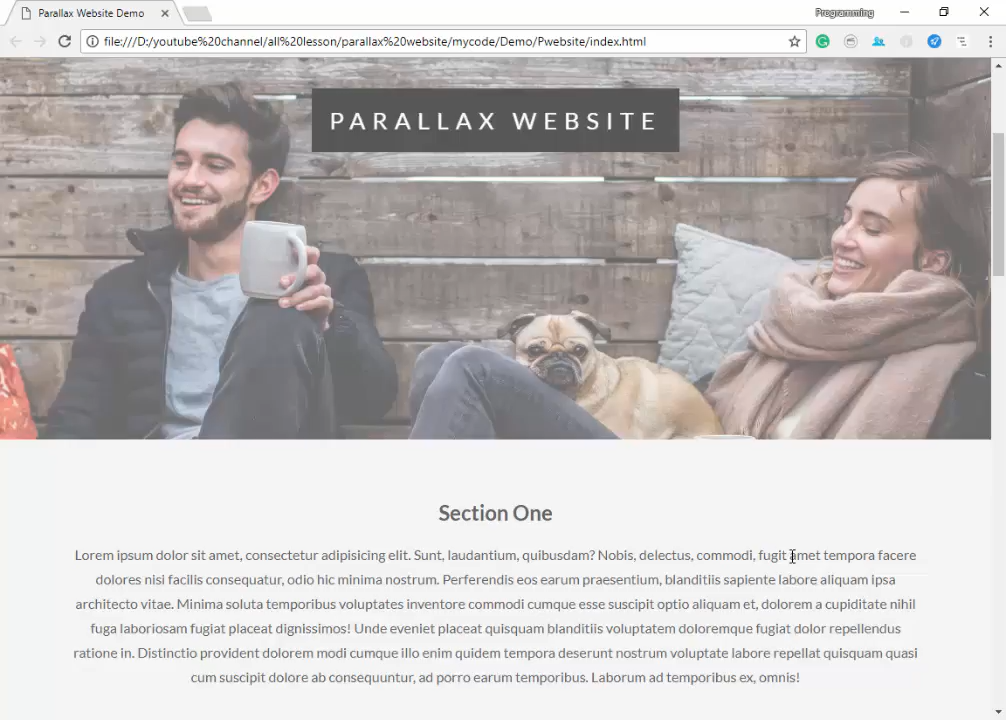 Parallax Website Demo
Programming
file:///D:/youtube%20channel/all%20lesson/parallax%20website/mycode/Demo/Pwebsite/index.html
PARALLAX WEBSITE
Section One
Lorem ipsum dolor sit amet, consectetur adipisicing elit. Sunt, laudantium, quibusdam? Nobis, delectus, commodi, fugit amet tempora facere
dolores nisi facilis consequatur, odio hic minima nostrum. Perferendis eos earum praesentium, blanditiis sapiente labore aliquam ipsa
architecto vitae. Minima soluta temporibus voluptates inventore commodi cumque esse suscipit optio aliquam et, dolorem a cupiditate nihil
fuga laboriosam fugiat placeat dignissimos! Unde eveniet placeat quisquam blanditiis voluptatem doloremque fugiat dolor repellendus
ratione in. Distinctio provident dolorem modi cumque illo enim quidem tempora deserunt nostrum voluptate labore repellat quisquam quasi
cum suscipit dolore ab consequuntur, ad porro earum temporibus. Laborum ad temporibus ex, omnis!